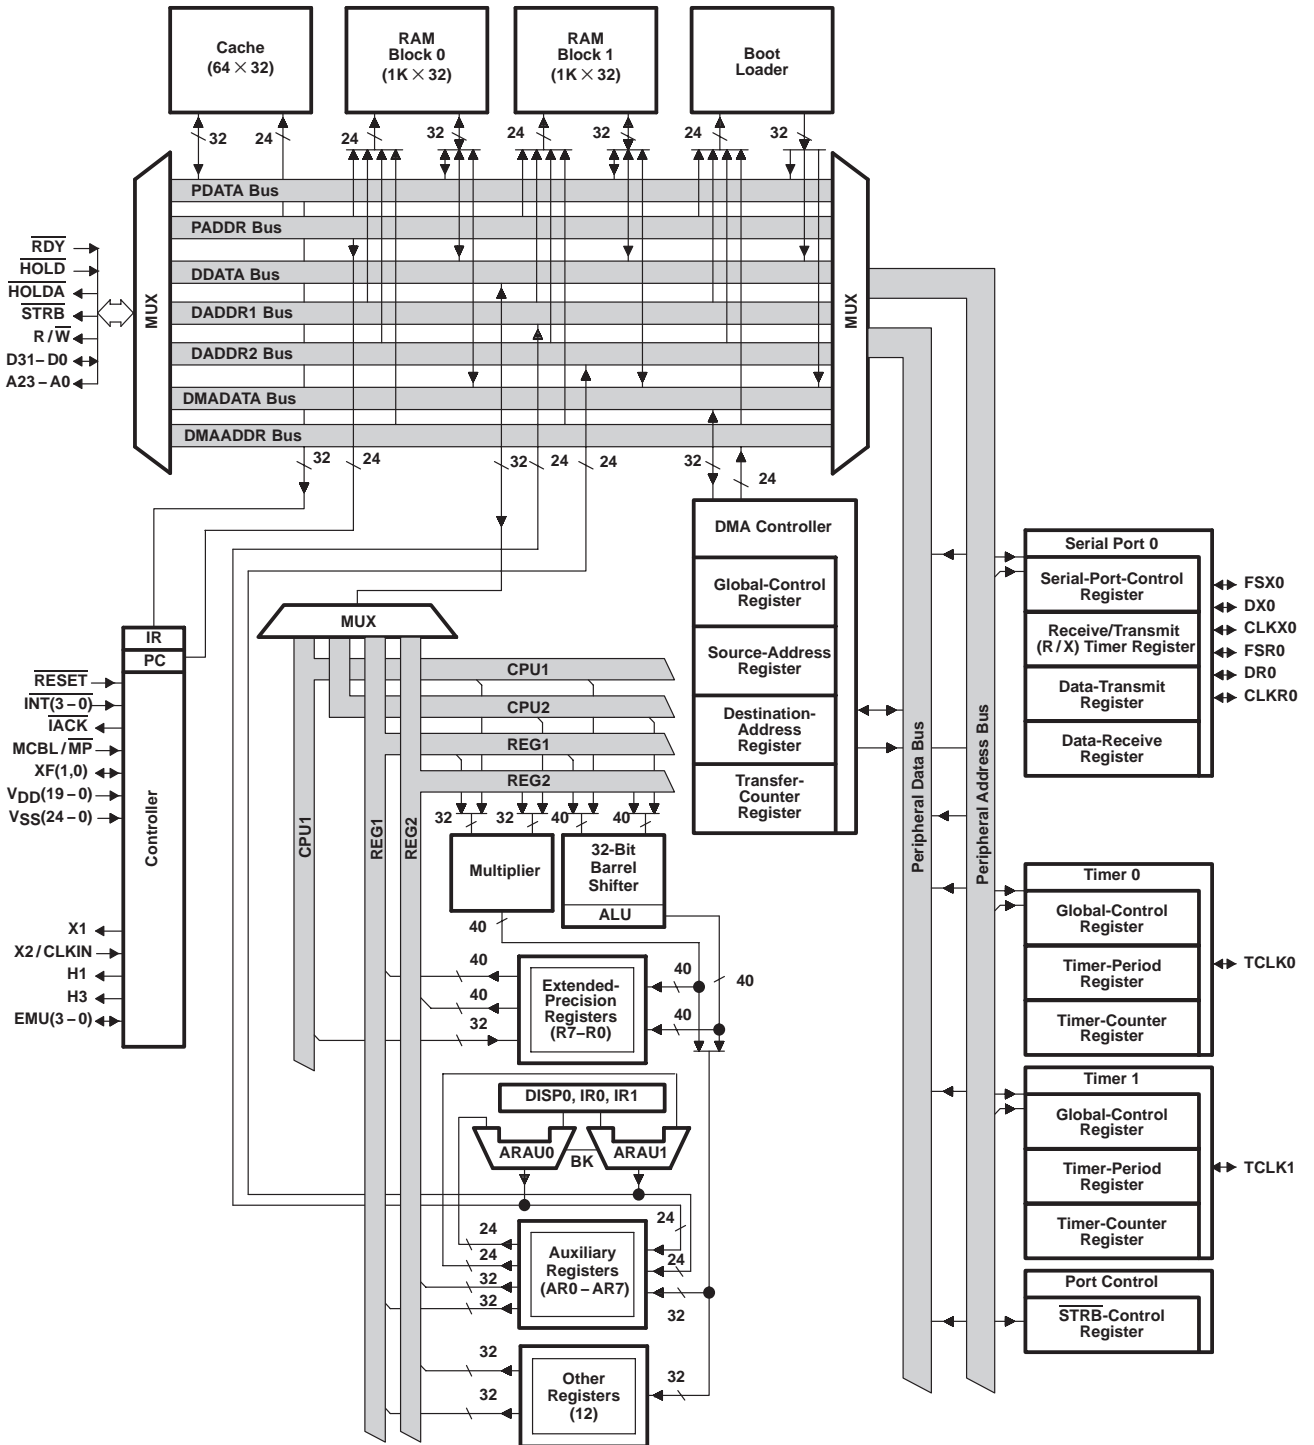 Cache
(64 × 32)
RAM
Block 0
(1K × 32)
RAM
Block 1
(1K × 32)
Boot
Loader
32
24
24
32
24
32
24
32
MUX
PDATA Bus
PADDR Bus
DDATA Bus
DADDR1 Bus
DADDR2 Bus
DMADATA Bus
DMAADDR Bus
MUX
RDY
HOLD
HOLDA
STRB
R/W
D31–D0
A23–A0
32
24
32
24
24
32
24
DMA Controller
Global-Control
Register
Source-Address
Register
Destination-
Address
Register
Transfer-
Counter
Register
Peripheral Data Bus
Peripheral Address Bus
Serial Port 0
Serial-Port-Control
Register
Receive/Transmit
(R/X) Timer Register
Data-Transmit
Register
Data-Receive
Register
FSX0
DX0
CLKX0
FSR0
DR0
CLKR0
IR
PC
Controller
RESET
INT(3–0)
IACK
MCBL/MP
XF(1,0)
VDD(19–0)
VSS(24–0)
X1
X2/CLKIN
H1
H3
EMU(3–0)
MUX
CPU1
CPU2
REG1
REG2
CPU1
REG1
REG2
32
32
40
40
Multiplier
32-Bit
Barrel
Shifter
ALU
40
40
40
40
32
40
40
Extended-
Precision
Registers
(R7–R0)
DISP0, IR0, IR1
ARAU0
BK
ARAU1
24
24
32
32
24
24
32
Auxiliary
Registers
(AR0–AR7)
32
32
32
Other
Registers
(12)
Timer 0
Global-Control
Register
Timer-Period
Register
Timer-Counter
Register
TCLK0
Timer 1
Global-Control
Register
Timer-Period
Register
Timer-Counter
Register
TCLK1
Port Control
STRB-Control
Register